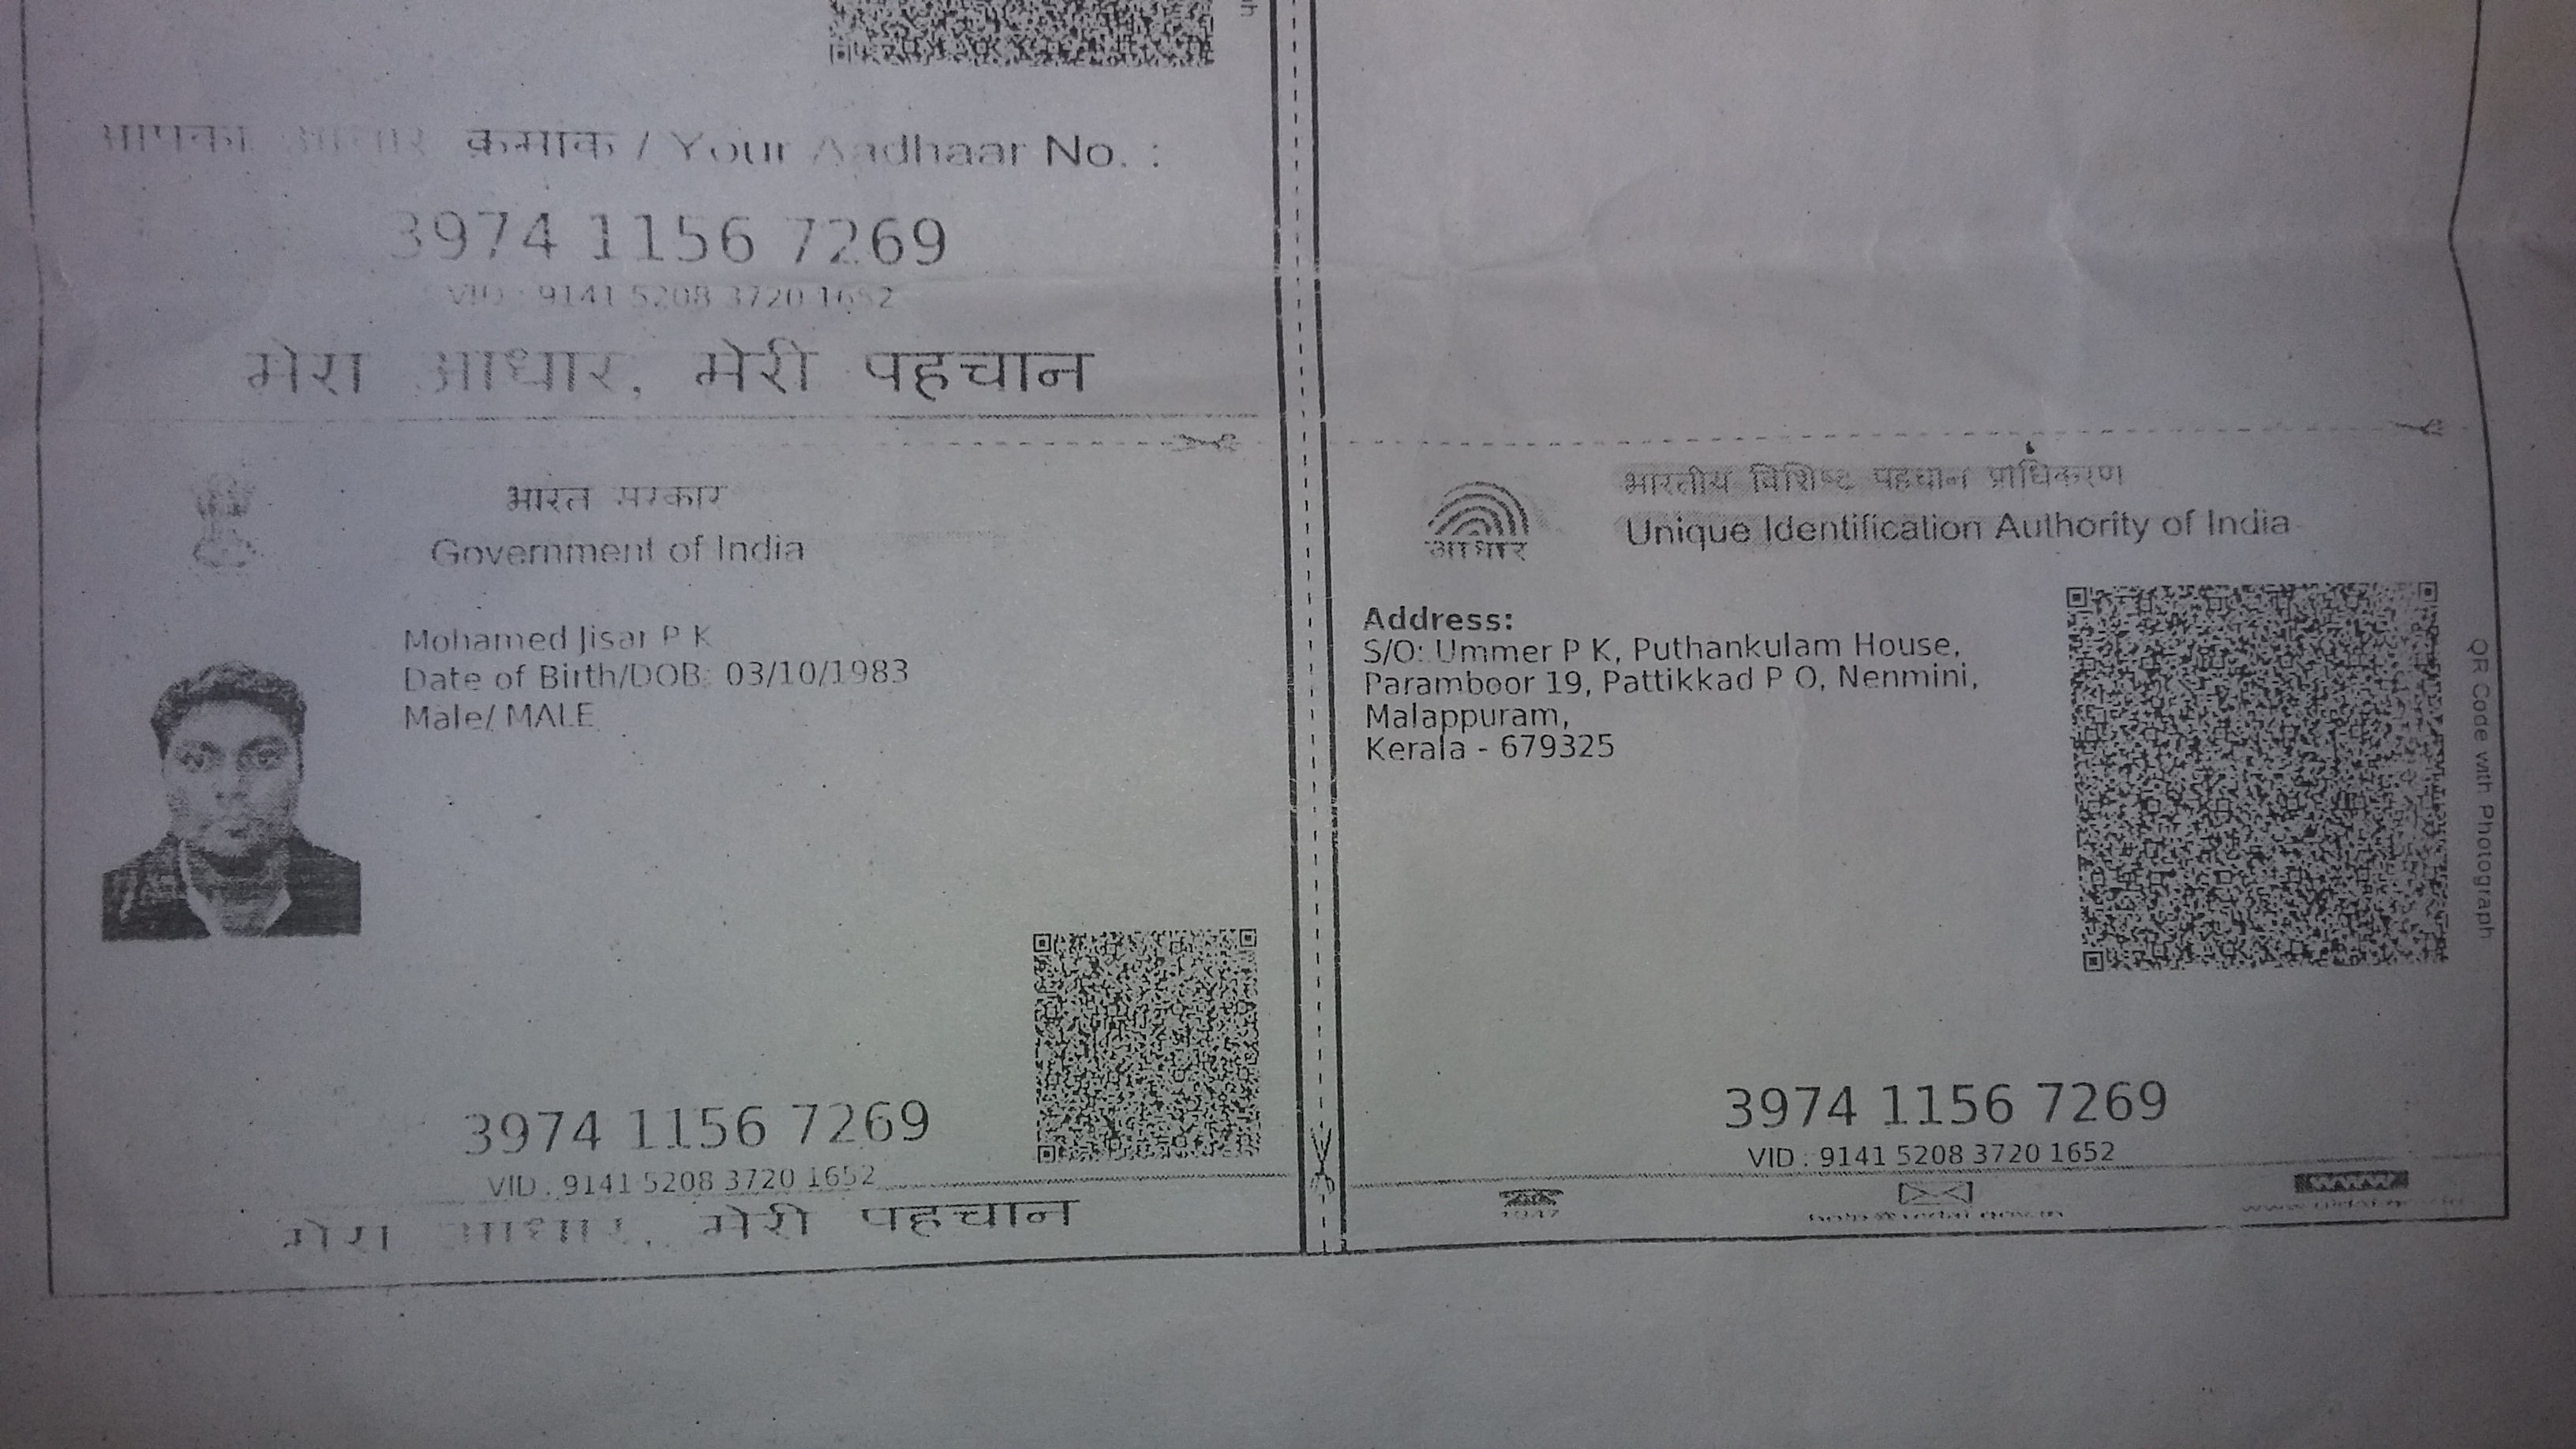 आपका आधार क्रमांक / Your Aadhaar No. :
3974 1156 7269
VID : 9141 5208 3720 1652
मेरा आधार, मेरी पहचान
भारत सरकार
Government of India
Mohamed Jisar P K
Date of Birth/DOB: 03/10/1983
Male/ MALE
3974 1156 7269
VID : 9141 5208 3720 1652
मेरा आधार, मेरी पहचान
भारतीय विशिष्ट पहचान प्राधिकरण
Unique Identification Authority of India
आधार
Address:
S/O: Ummer P K, Puthankulam House,
Paramboor 19, Pattikkad P O, Nenmini,
Malappuram,
Kerala - 679325
QR Code with Photograph
3974 1156 7269
VID : 9141 5208 3720 1652
1947